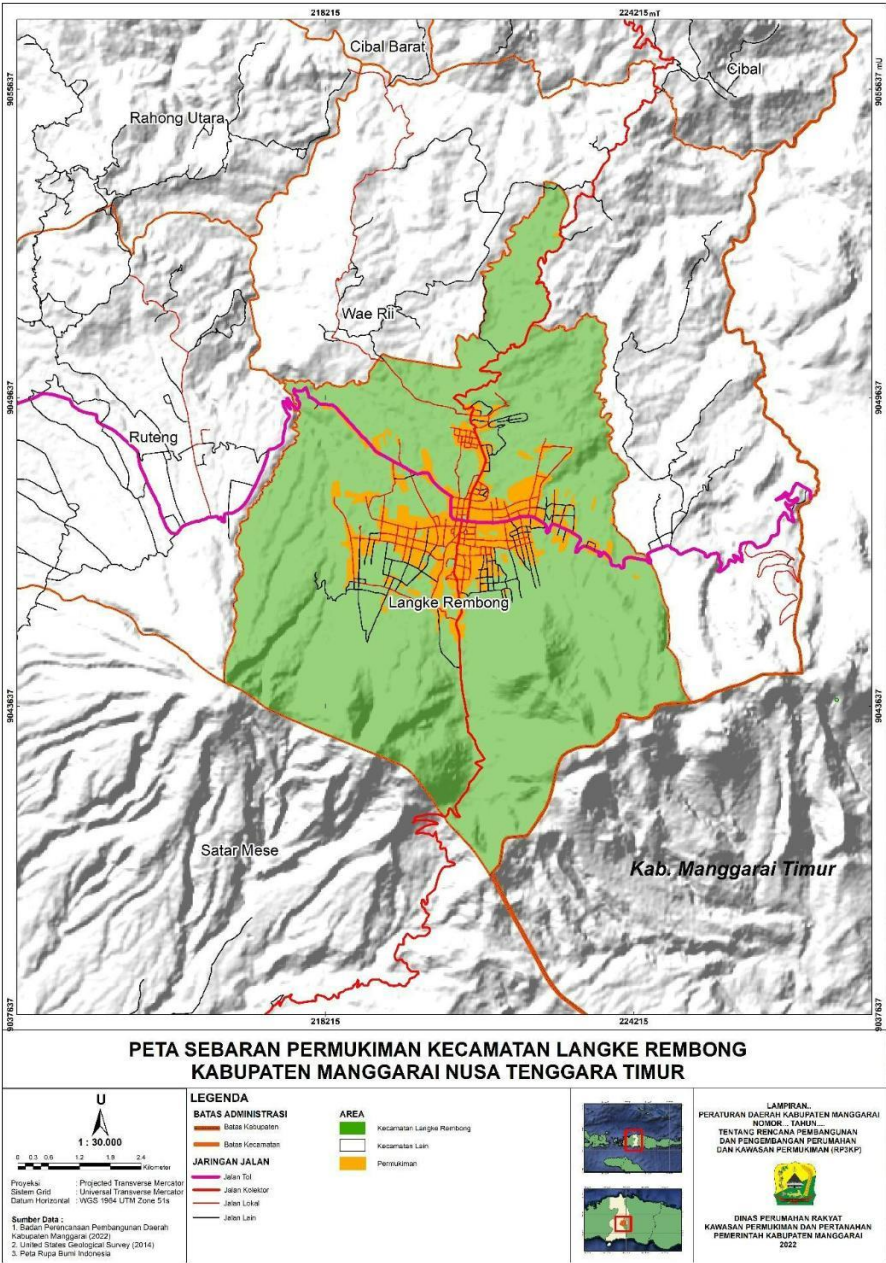 218215
224215 mT
9055637
9055637 mU
Cibal Barat
Cibal
Rahong Utara
Wae Rii
9049637
9049637
Ruteng
Langke Rembong
9043637
9043637
Satar Mese
Kab. Manggarai Timur
9037637
9037637
218215
224215
PETA SEBARAN PERMUKIMAN KECAMATAN LANGKE REMBONG
KABUPATEN MANGGARAI NUSA TENGGARA TIMUR
U
1 : 30.000
0 0.3 0.6 1.2 1.8 2.4
Kilometer
Proyeksi : Projected Transverse Mercator
Sistem Grid : Universal Transverse Mercator
Datum Horizontal : WGS 1984 UTM Zone 51s
Sumber Data :
1. Badan Perencanaan Pembangunan Daerah
Kabupaten Manggarai (2022)
2. United States Geological Survey (2014)
3. Peta Rupa Bumi Indonesia
LEGENDA
BATAS ADMINISTRASI
Batas Kabupaten
Batas Kecamatan
JARINGAN JALAN
Jalan Tol
Jalan Kolektor
Jalan Lokal
Jalan Lain
AREA
Kecamatan Langke Rembong
Kecamatan Lain
Permukiman
LAMPIRAN..
PERATURAN DAERAH KABUPATEN MANGGARAI
NOMOR... TAHUN....
TENTANG RENCANA PEMBANGUNAN
DAN PENGEMBANGAN PERUMAHAN
DAN KAWASAN PERMUKIMAN (RP3KP)
DINAS PERUMAHAN RAKYAT
KAWASAN PERMUKIMAN DAN PERTANAHAN
PEMERINTAH KABUPATEN MANGGARAI
2022